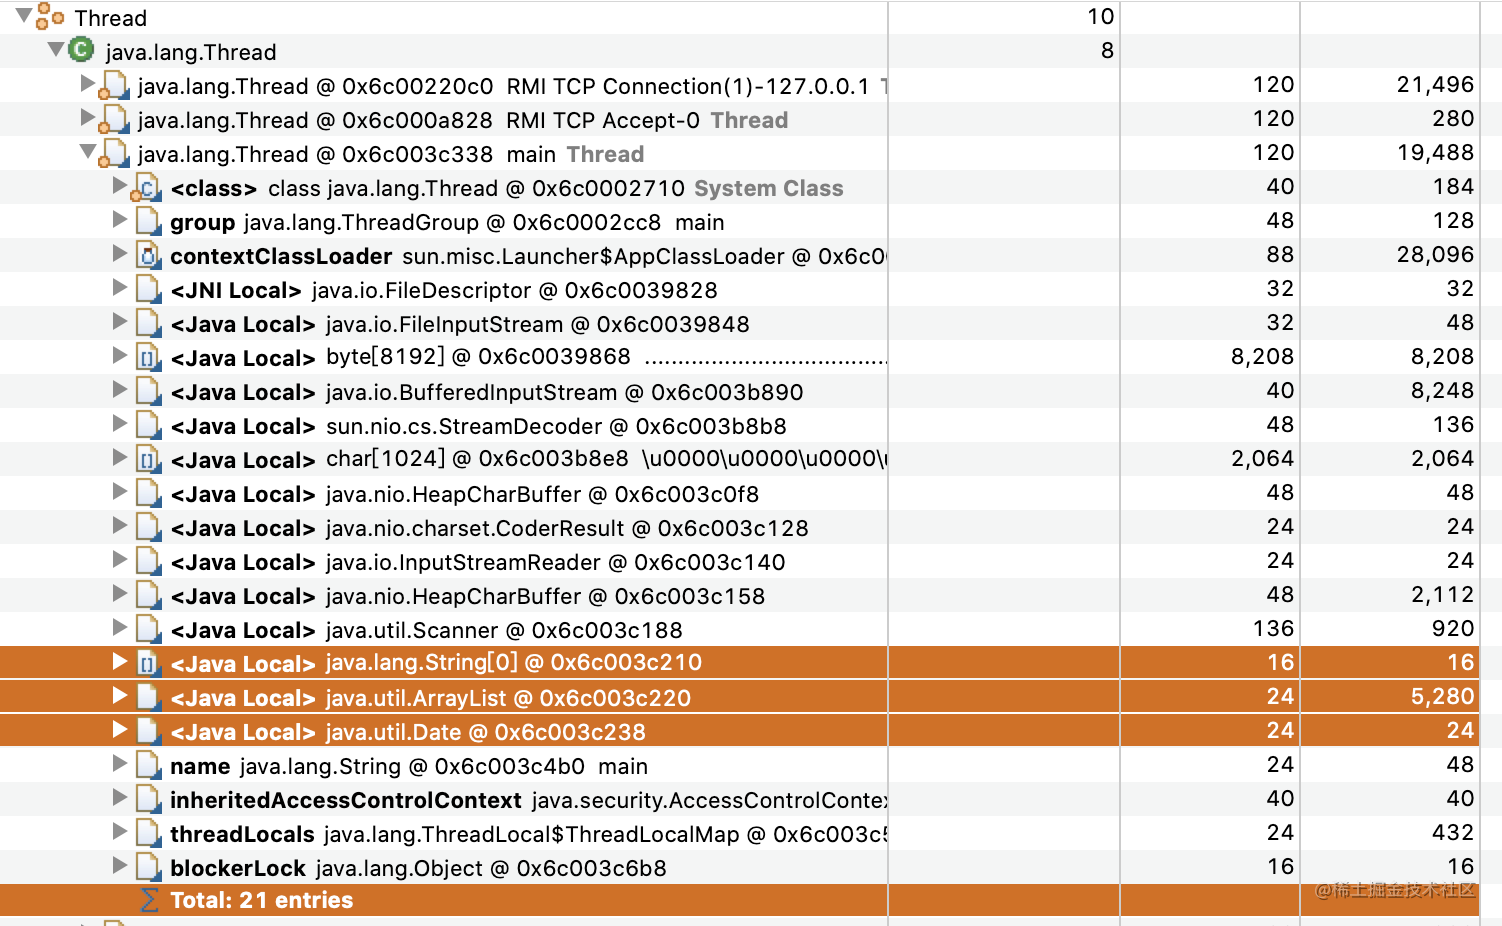 Thread 10
java.lang.Thread 8
java.lang.Thread @ 0x6c00220c0 RMI TCP Connection(1)-127.0.0.1 120 21,496
java.lang.Thread @ 0x6c000a828 RMI TCP Accept-0 Thread 120 280
java.lang.Thread @ 0x6c003c338 main Thread 120 19,488
<class> class java.lang.Thread @ 0x6c0002710 System Class 40 184
group java.lang.ThreadGroup @ 0x6c0002cc8 main 48 128
contextClassLoader sun.misc.Launcher$AppClassLoader @ 0x6c0 88 28,096
<JNI Local> java.io.FileDescriptor @ 0x6c0039828 32 32
<Java Local> java.io.FileInputStream @ 0x6c0039848 32 48
<Java Local> byte[8192] @ 0x6c0039868 ..................................... 8,208 8,208
<Java Local> java.io.BufferedInputStream @ 0x6c003b890 40 8,248
<Java Local> sun.nio.cs.StreamDecoder @ 0x6c003b8b8 48 136
<Java Local> char[1024] @ 0x6c003b8e8 \u0000\u0000\u0000\u 2,064 2,064
<Java Local> java.nio.HeapCharBuffer @ 0x6c003c0f8 48 48
<Java Local> java.nio.charset.CoderResult @ 0x6c003c128 24 24
<Java Local> java.io.InputStreamReader @ 0x6c003c140 24 24
<Java Local> java.nio.HeapCharBuffer @ 0x6c003c158 48 2,112
<Java Local> java.util.Scanner @ 0x6c003c188 136 920
<Java Local> java.lang.String[0] @ 0x6c003c210 16 16
<Java Local> java.util.ArrayList @ 0x6c003c220 24 5,280
<Java Local> java.util.Date @ 0x6c003c238 24 24
name java.lang.String @ 0x6c003c4b0 main 24 48
inheritedAccessControlContext java.security.AccessControlContex 40 40
threadLocals java.lang.ThreadLocal$ThreadLocalMap @ 0x6c003c5 24 432
blockerLock java.lang.Object @ 0x6c003c6b8 16 16
Total: 21 entries
@稀土掘金技术社区